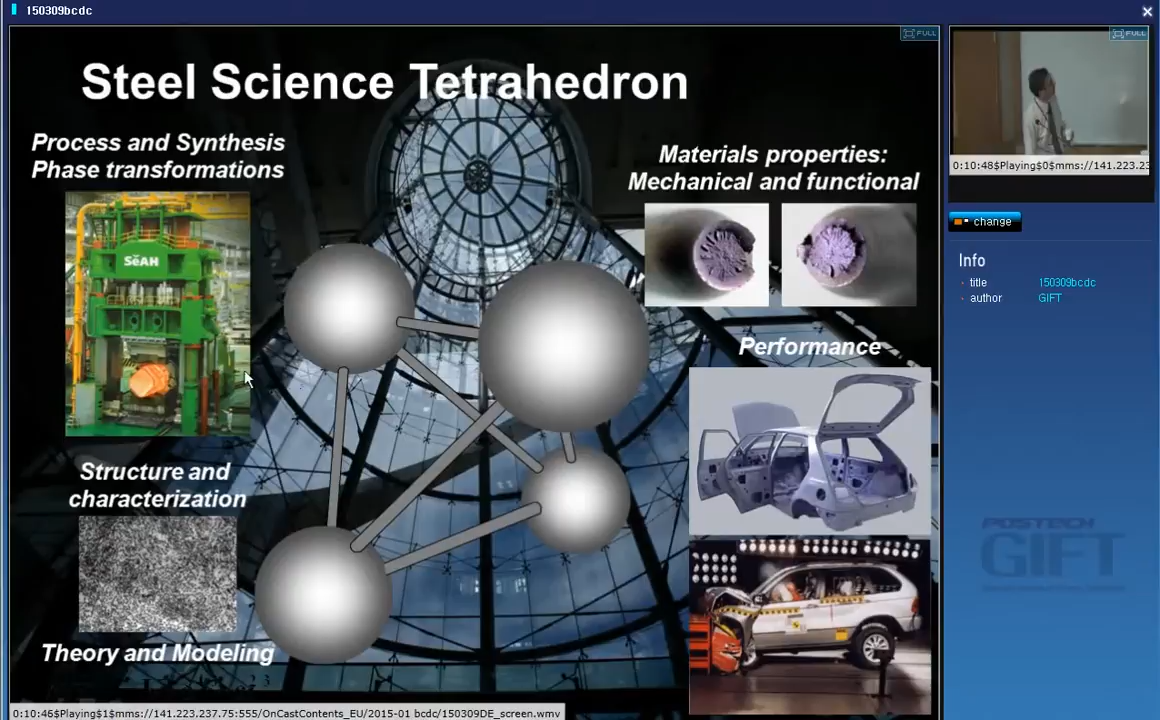 150309bcdc
FULL
FULL
Steel Science Tetrahedron
Process and Synthesis
Phase transformations
Materials properties:
Mechanical and functional
0:10:48$Playing$0$mms://141.223.23
SeAH
change
Info
title 150309bcdc
author GIFT
Performance
Structure and
characterization
POSTECH
GIFT
Theory and Modeling
0:10:46$Playing$1$mms://141.223.237.75:555/OnCastContents_EU/2015-01 bcdc/150309DE_screen.wmv